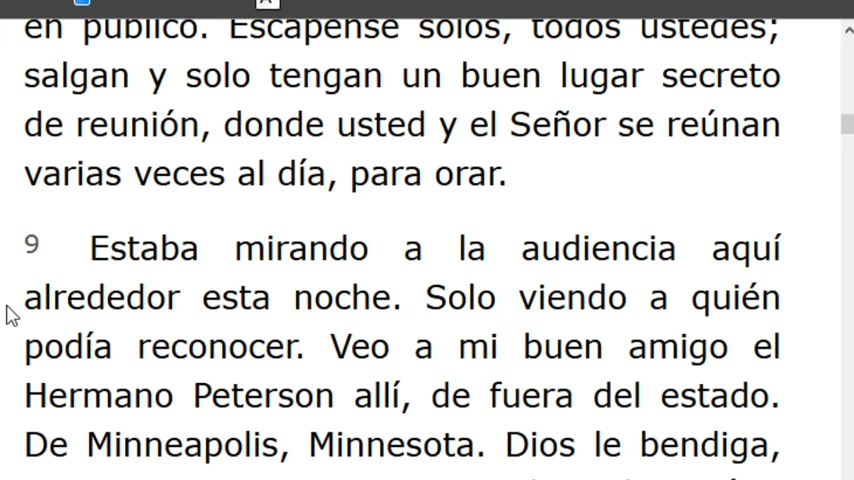 en público. Escápense solos, todos ustedes;
salgan y solo tengan un buen lugar secreto
de reunión, donde usted y el Señor se reúnan
varias veces al día, para orar.
9 Estaba mirando a la audiencia aquí
alrededor esta noche. Solo viendo a quién
podía reconocer. Veo a mi buen amigo el
Hermano Peterson allí, de fuera del estado.
De Minneapolis, Minnesota. Dios le bendiga,